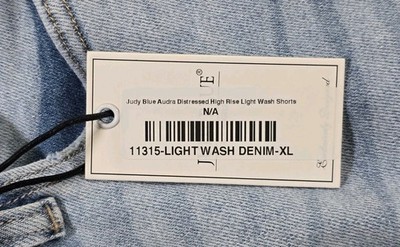 Judy Blue Audra Distressed High Rise Light Wash Shorts
N/A
11315-LIGHT WASH DENIM-XL